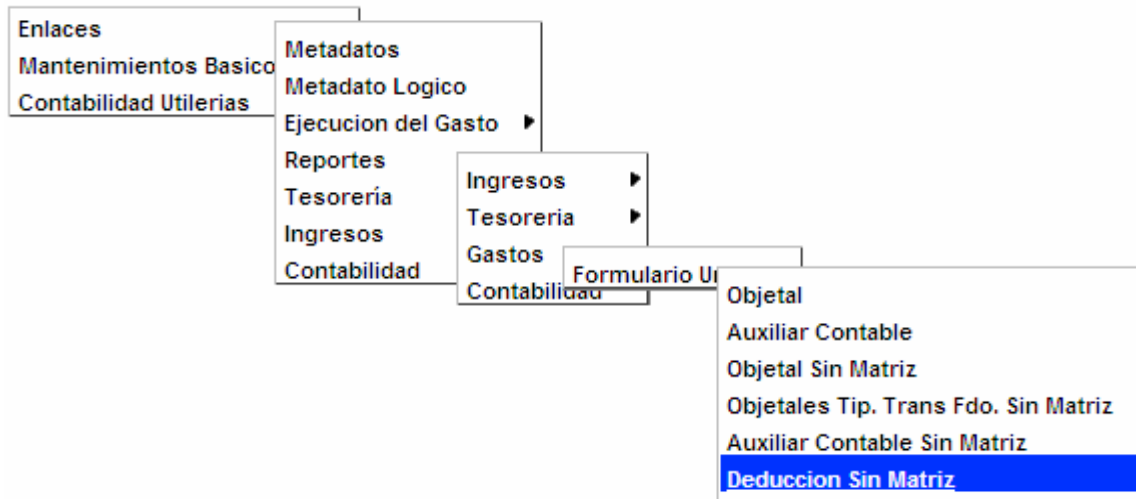 Enlaces
Mantenimientos Basico
Contabilidad Utilerias
Metadatos
Metadato Logico
Ejecucion del Gasto
Reportes
Tesorería
Ingresos
Contabilidad
Ingresos
Tesoreria
Gastos
Contabilidad
Formulario
Objetal
Auxiliar Contable
Objetal Sin Matriz
Objetales Tip. Trans Fdo. Sin Matriz
Auxiliar Contable Sin Matriz
Deduccion Sin Matriz